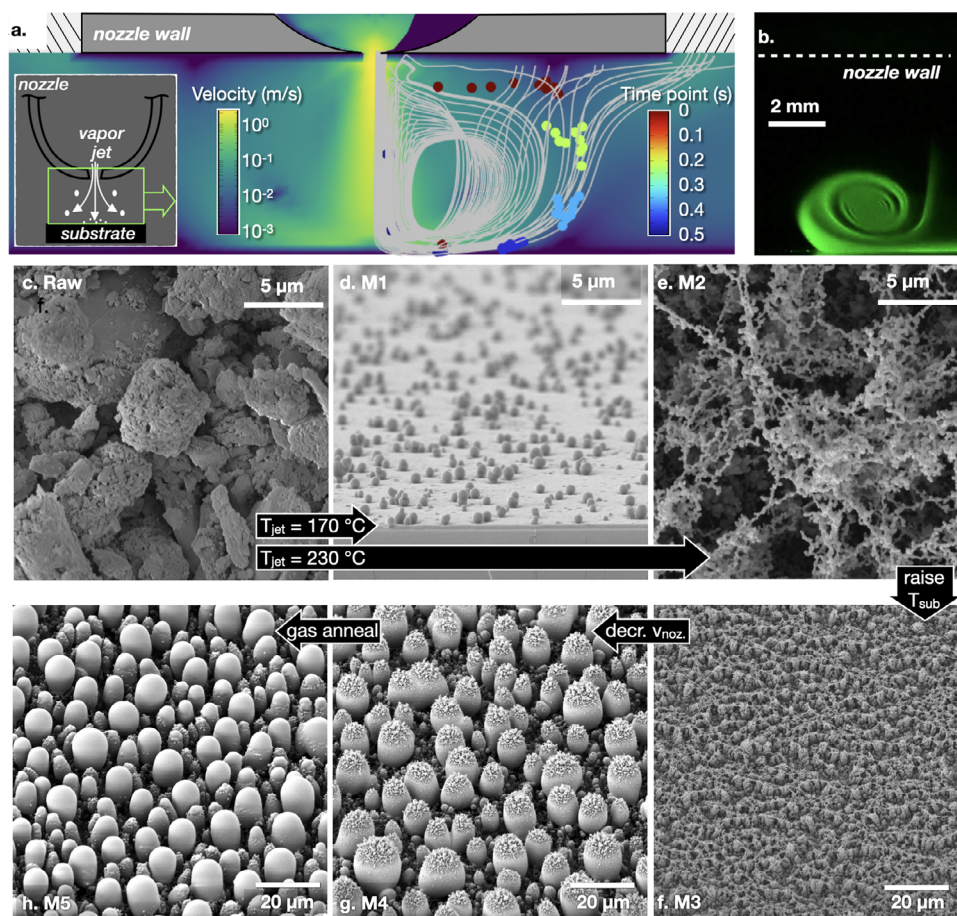 a.
nozzle wall
b.
nozzle wall
2 mm
nozzle
vapor
jet
substrate
Velocity (m/s)
10⁰
10⁻¹
10⁻²
10⁻³
Time point (s)
0
0.1
0.2
0.3
0.4
0.5
c. Raw
5 µm
f.
d. M1
5 µm
e. M2
5 µm
T_jet = 170 °C
T_jet = 230 °C
raise
T_sub
gas anneal
decr. v_noz.
h. M5
20 µm
g. M4
20 µm
f. M3
20 µm